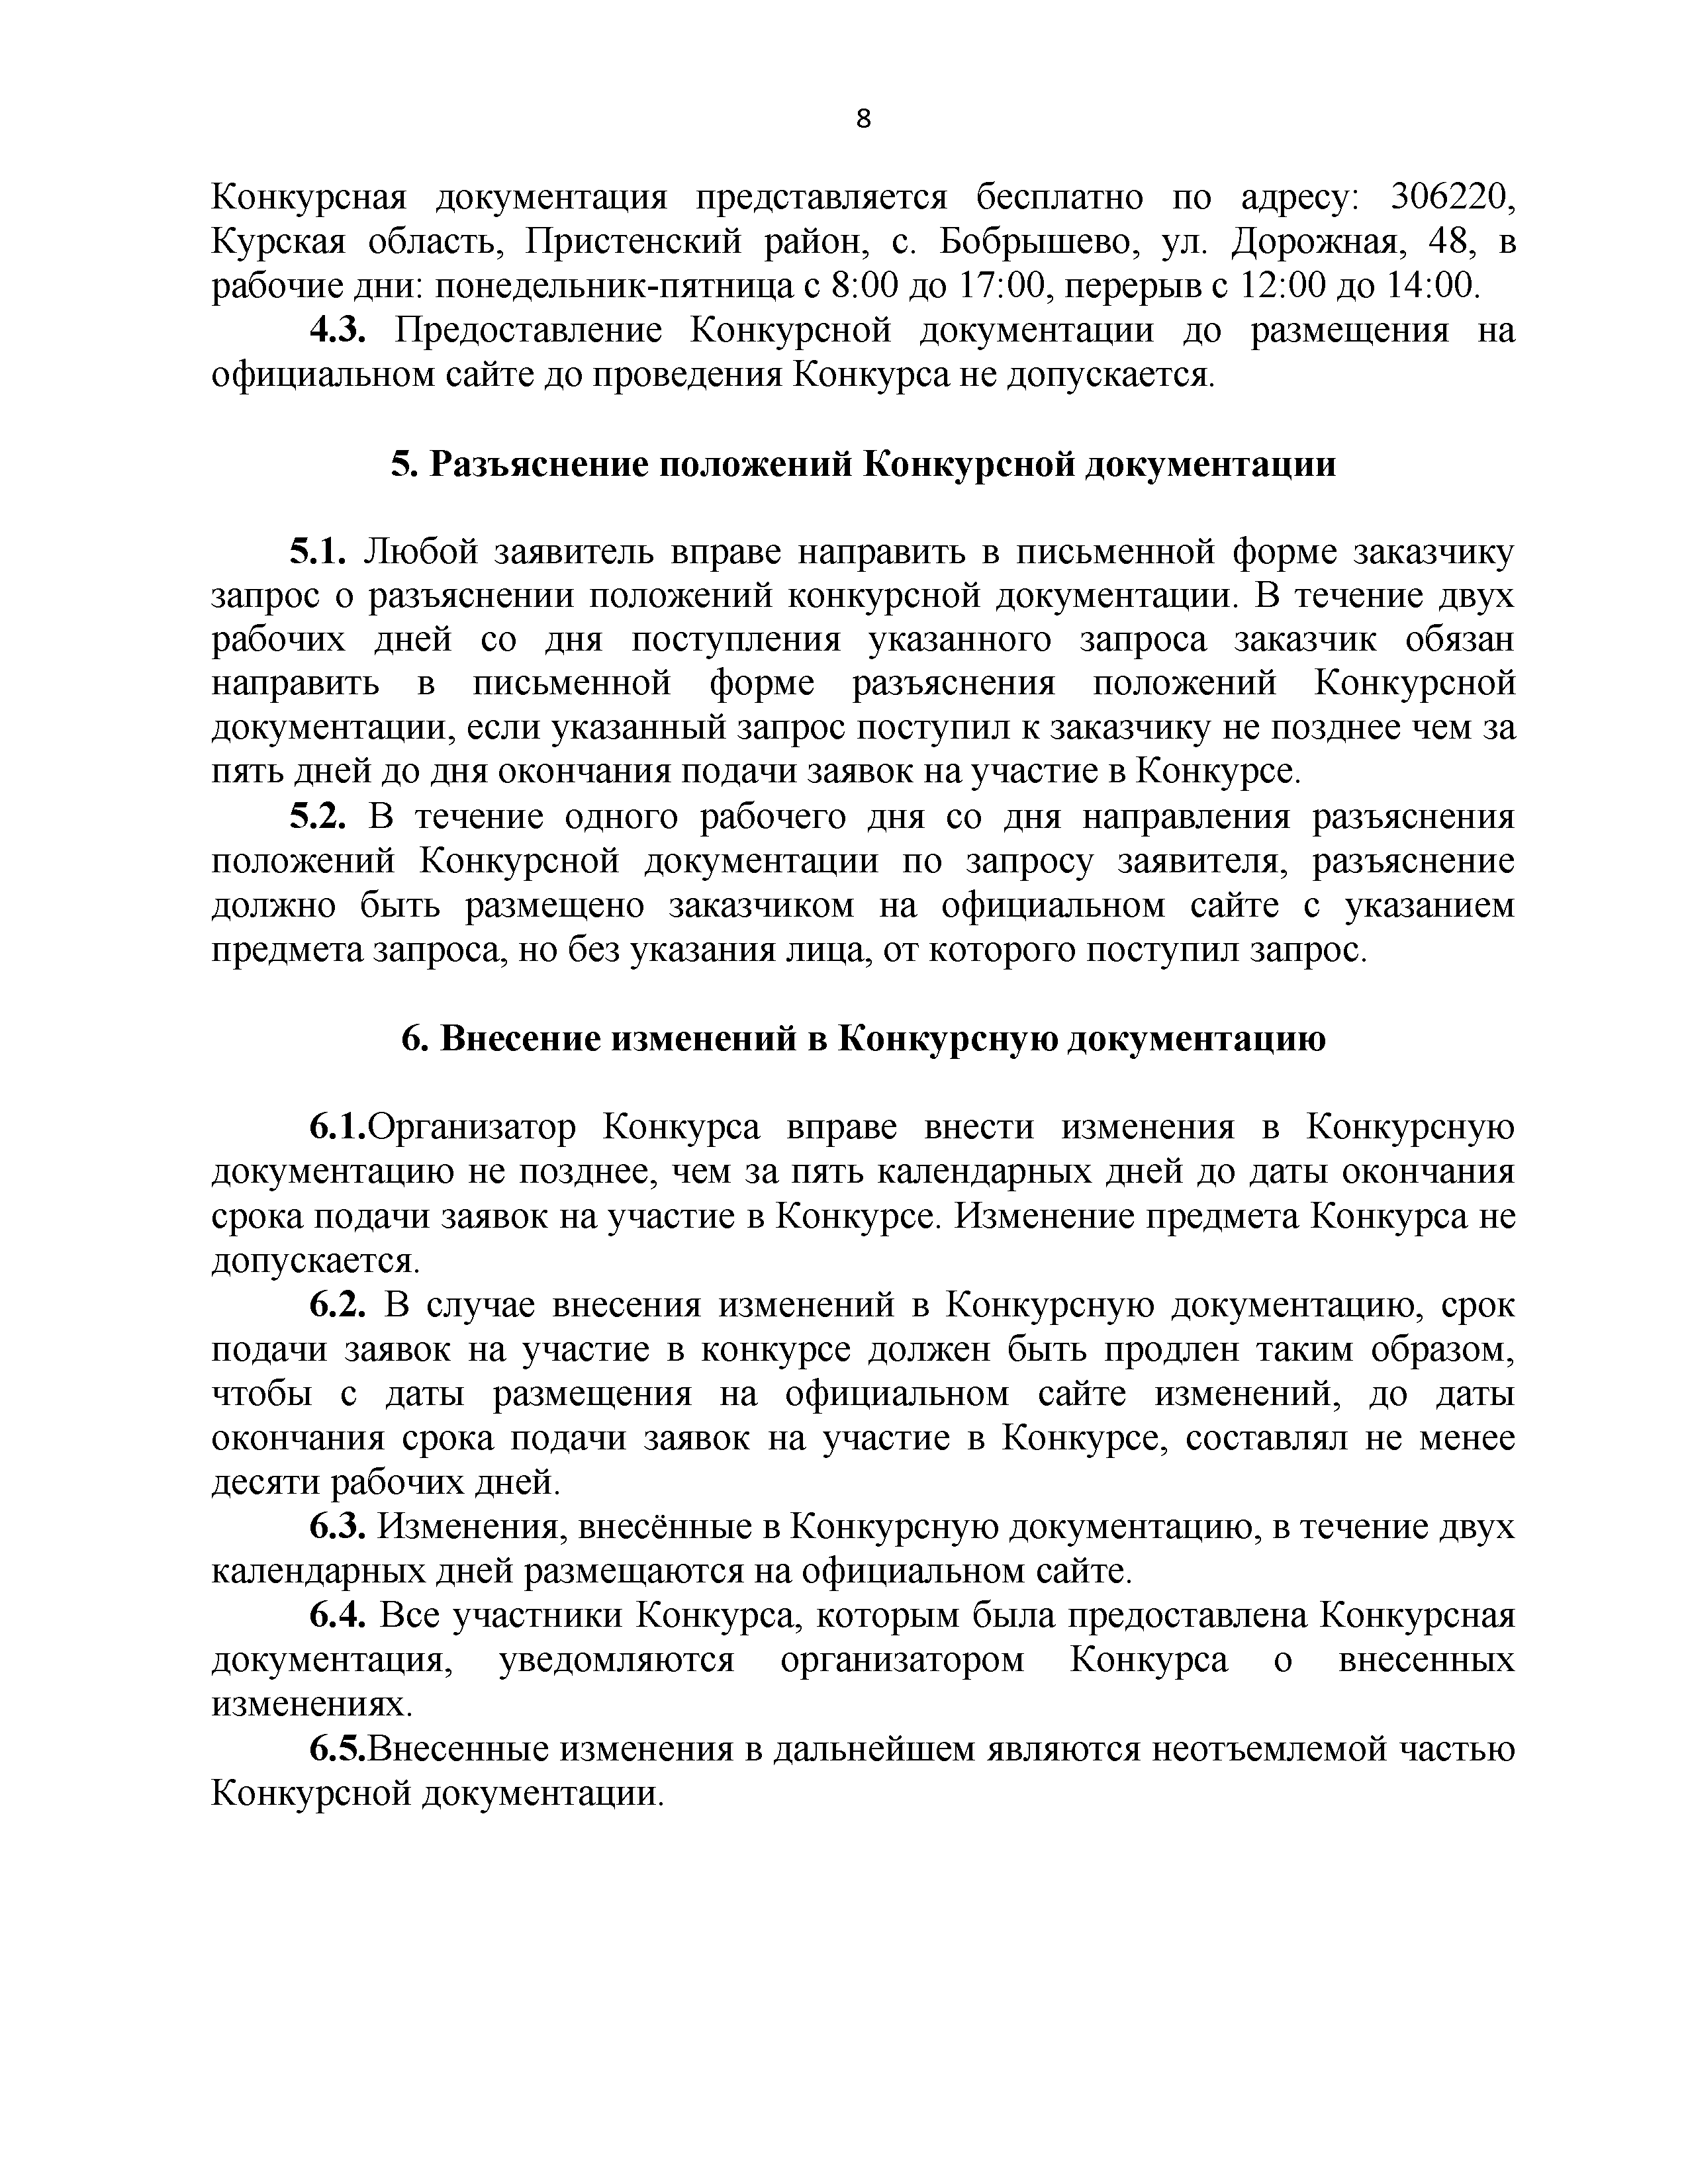 8
Конкурсная документация представляется бесплатно по адресу: 306220,
Курская область, Пристенский район, с. Бобрышево, ул. Дорожная, 48, в
рабочие дни: понедельник-пятница с 8:00 до 17:00, перерыв с 12:00 до 14:00.
4.3. Предоставление Конкурсной документации до размещения на
официальном сайте до проведения Конкурса не допускается.
5. Разъяснение положений Конкурсной документации
5.1. Любой заявитель вправе направить в письменной форме заказчику
запрос о разъяснении положений конкурсной документации. В течение двух
рабочих дней со дня поступления указанного запроса заказчик обязан
направить в письменной форме разъяснения положений Конкурсной
документации, если указанный запрос поступил к заказчику не позднее чем за
пять дней до дня окончания подачи заявок на участие в Конкурсе.
5.2. В течение одного рабочего дня со дня направления разъяснения
положений Конкурсной документации по запросу заявителя, разъяснение
должно быть размещено заказчиком на официальном сайте с указанием
предмета запроса, но без указания лица, от которого поступил запрос.
6. Внесение изменений в Конкурсную документацию
6.1.Организатор Конкурса вправе внести изменения в Конкурсную
документацию не позднее, чем за пять календарных дней до даты окончания
срока подачи заявок на участие в Конкурсе. Изменение предмета Конкурса не
допускается.
6.2. В случае внесения изменений в Конкурсную документацию, срок
подачи заявок на участие в конкурсе должен быть продлен таким образом,
чтобы с даты размещения на официальном сайте изменений, до даты
окончания срока подачи заявок на участие в Конкурсе, составлял не менее
десяти рабочих дней.
6.3. Изменения, внесённые в Конкурсную документацию, в течение двух
календарных дней размещаются на официальном сайте.
6.4. Все участники Конкурса, которым была предоставлена Конкурсная
документация, уведомляются организатором Конкурса о внесенных
изменениях.
6.5.Внесенные изменения в дальнейшем являются неотъемлемой частью
Конкурсной документации.